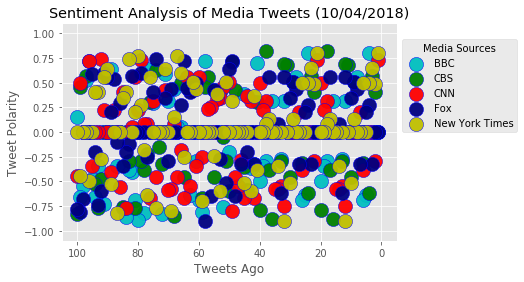 Sentiment Analysis of Media Tweets (10/04/2018)
1.00
0.75
0.50
0.25
0.00
−0.25
−0.50
−0.75
−1.00
Tweet Polarity
100
80
60
40
20
0
Tweets Ago
Media Sources
BBC
CBS
CNN
Fox
New York Times